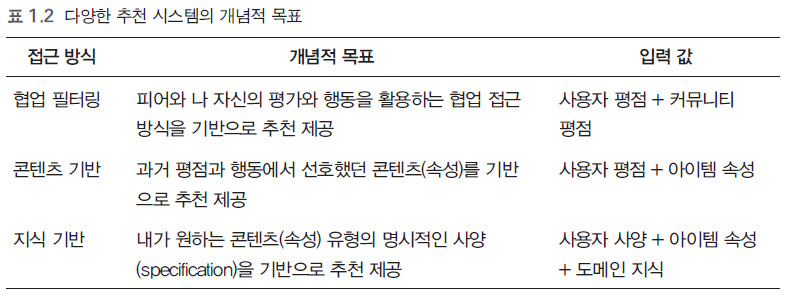 표 1.2 다양한 추천 시스템의 개념적 목표
접근 방식 개념적 목표 입력 값
협업 필터링 피어와 나 자신의 평가와 행동을 활용하는 협업 접근 사용자 평점 + 커뮤니티
방식을 기반으로 추천 제공 평점
콘텐츠 기반 과거 평점과 행동에서 선호했던 콘텐츠(속성)를 기반 사용자 평점 + 아이템 속성
으로 추천 제공
지식 기반 내가 원하는 콘텐츠(속성) 유형의 명시적인 사양 사용자 사양 + 아이템 속성
(specification)을 기반으로 추천 제공 + 도메인 지식